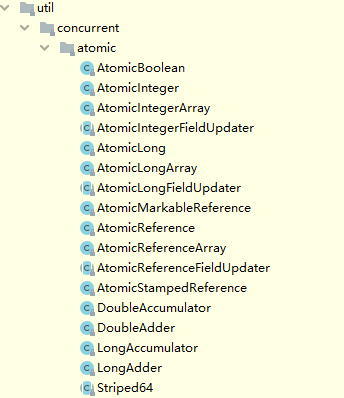 util
concurrent
atomic
AtomicBoolean
AtomicInteger
AtomicIntegerArray
AtomicIntegerFieldUpdater
AtomicLong
AtomicLongArray
AtomicLongFieldUpdater
AtomicMarkableReference
AtomicReference
AtomicReferenceArray
AtomicReferenceFieldUpdater
AtomicStampedReference
DoubleAccumulator
DoubleAdder
LongAccumulator
LongAdder
Striped64